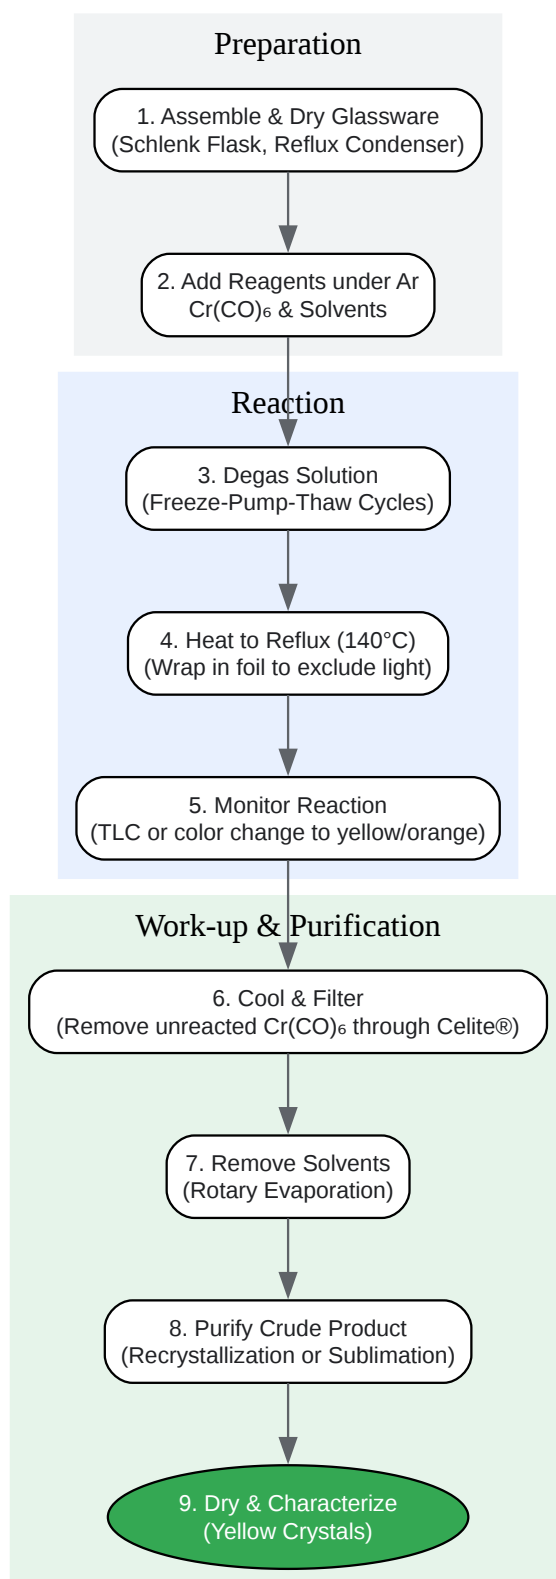 Preparation
1. Assemble & Dry Glassware
(Schlenk Flask, Reflux Condenser)
2. Add Reagents under Ar
Cr(CO)₆ & Solvents
Reaction
3. Degas Solution
(Freeze-Pump-Thaw Cycles)
4. Heat to Reflux (140°C)
(Wrap in foil to exclude light)
5. Monitor Reaction
(TLC or color change to yellow/orange)
Work-up & Purification
6. Cool & Filter
(Remove unreacted Cr(CO)₆ through Celite®)
7. Remove Solvents
(Rotary Evaporation)
8. Purify Crude Product
(Recrystallization or Sublimation)
9. Dry & Characterize
(Yellow Crystals)